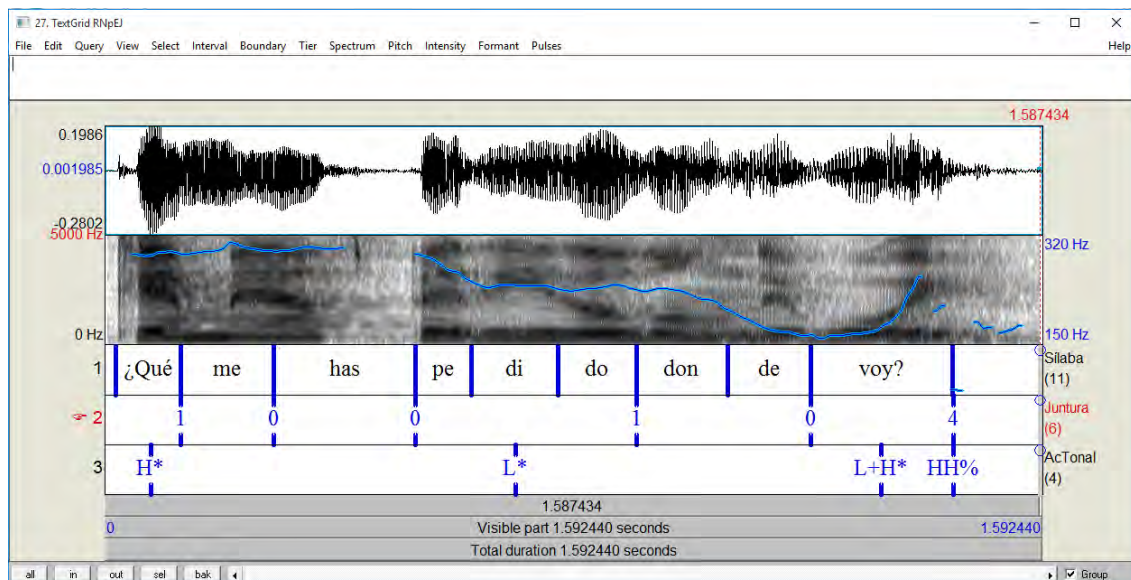 27. TextGrid RNpEJ
File Edit Query View Select Interval Boundary Tier Spectrum Pitch Intensity Formant Pulses Help
1.587434
0.1986
0.001985
-0.2802
5000 Hz 320 Hz
0 Hz 150 Hz
1 ¿Qué me has pe di do don de voy? Sílaba (11)
2 1 0 0 1 0 4 Juntura (6)
3 H* L* L+H* HH% AcTonal (4)
1.587434
0 Visible part 1.592440 seconds 1.592440
Total duration 1.592440 seconds
all in out sel bak Group